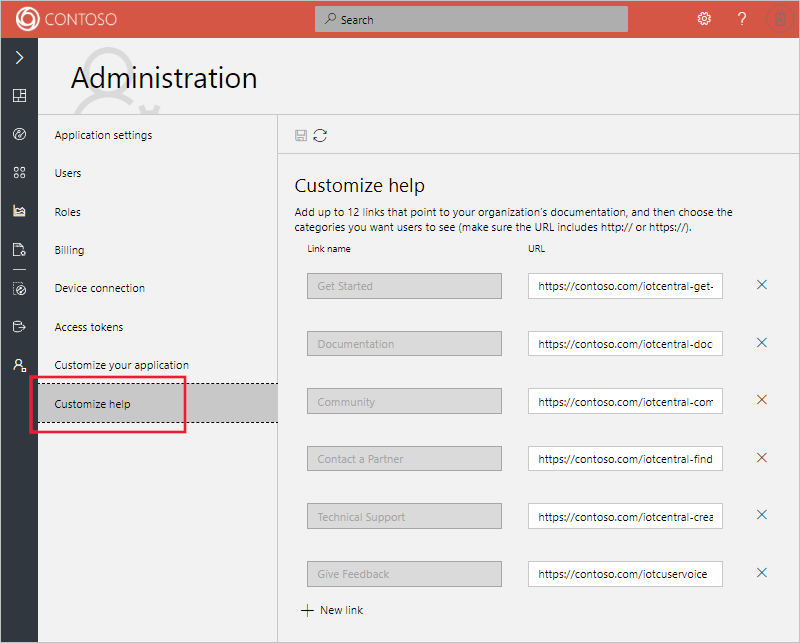 CONTOSO
Search
?
Administration
Application settings
Users
Roles
Billing
Device connection
Access tokens
Customize your application
Customize help
Customize help
Add up to 12 links that point to your organization's documentation, and then choose the
categories you want users to see (make sure the URL includes http:// or https://).
Link name URL
Get Started https://contoso.com/iotcentral-get-
Documentation https://contoso.com/iotcentral-doc
Community https://contoso.com/iotcentral-com
Contact a Partner https://contoso.com/iotcentral-find
Technical Support https://contoso.com/iotcentral-crea
Give Feedback https://contoso.com/iotcuservoice
New link